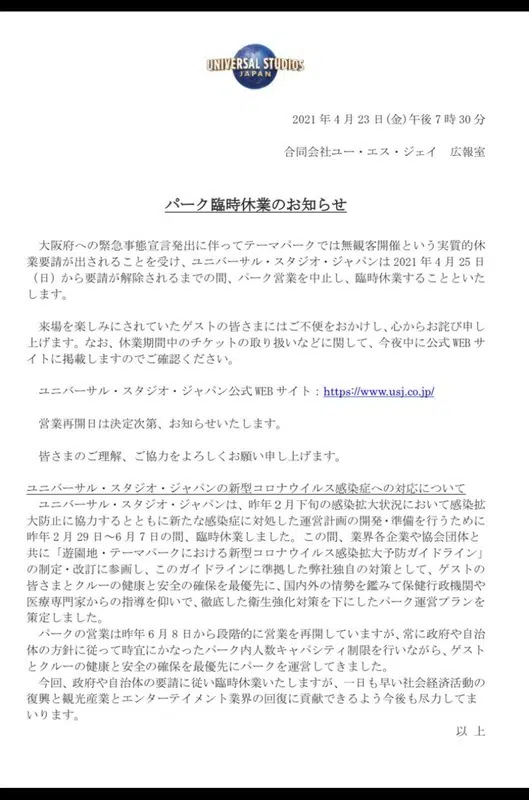 UNIVERSAL STUDIOS
JAPAN
2021 年 4 月 23 日(金)午後 7 時 30 分
合同会社ユー・エス・ジェイ　広報室
パーク臨時休業のお知らせ
大阪府への緊急事態宣言発出に伴ってテーマパークでは無観客開催という実質的休
業要請が出されることを受け、ユニバーサル・スタジオ・ジャパンは 2021 年 4 月 25 日
（日）から要請が解除されるまでの間、パーク営業を中止し、臨時休業することといた
します。
来場を楽しみにされていたゲストの皆さまにはご不便をおかけし、心からお詫び申し
上げます。なお、休業期間中のチケットの取り扱いなどに関して、今夜中に公式 WEB サ
イトに掲載しますのでご確認ください。
ユニバーサル・スタジオ・ジャパン公式 WEB サイト：https://www.usj.co.jp/
営業再開日は決定次第、お知らせいたします。
皆さまのご理解、ご協力をよろしくお願い申し上げます。
ユニバーサル・スタジオ・ジャパンの新型コロナウイルス感染症への対応について
ユニバーサル・スタジオ・ジャパンは、昨年２月下旬の感染拡大状況において感染拡
大防止に協力するとともに新たな感染症に対処した運営計画の開発・準備を行うために
昨年 2 月 29 日～6 月 7 日の間、臨時休業しました。この間、業界各企業や協会団体と
共に「遊園地・テーマパークにおける新型コロナウイルス感染拡大予防ガイドライン」
の制定・改訂に参画し、このガイドラインに準拠した弊社独自の対策として、ゲストの
皆さまとクルーの健康と安全の確保を最優先に、国内外の情勢を鑑みて保健行政機関や
医療専門家からの指導を仰いで、徹底した衛生強化対策を下にしたパーク運営プランを
策定しました。
パークの営業は昨年 6 月 8 日から段階的に営業を再開していますが、常に政府や自治
体の方針に従って時宜にかなったパーク内人数キャパシティ制限を行いながら、ゲスト
とクルーの健康と安全の確保を最優先にパークを運営してきました。
今回、政府や自治体の要請に従い臨時休業いたしますが、一日も早い社会経済活動の
復興と観光産業とエンターテイメント業界の回復に貢献できるよう今後も尽力してま
いります。
以 上